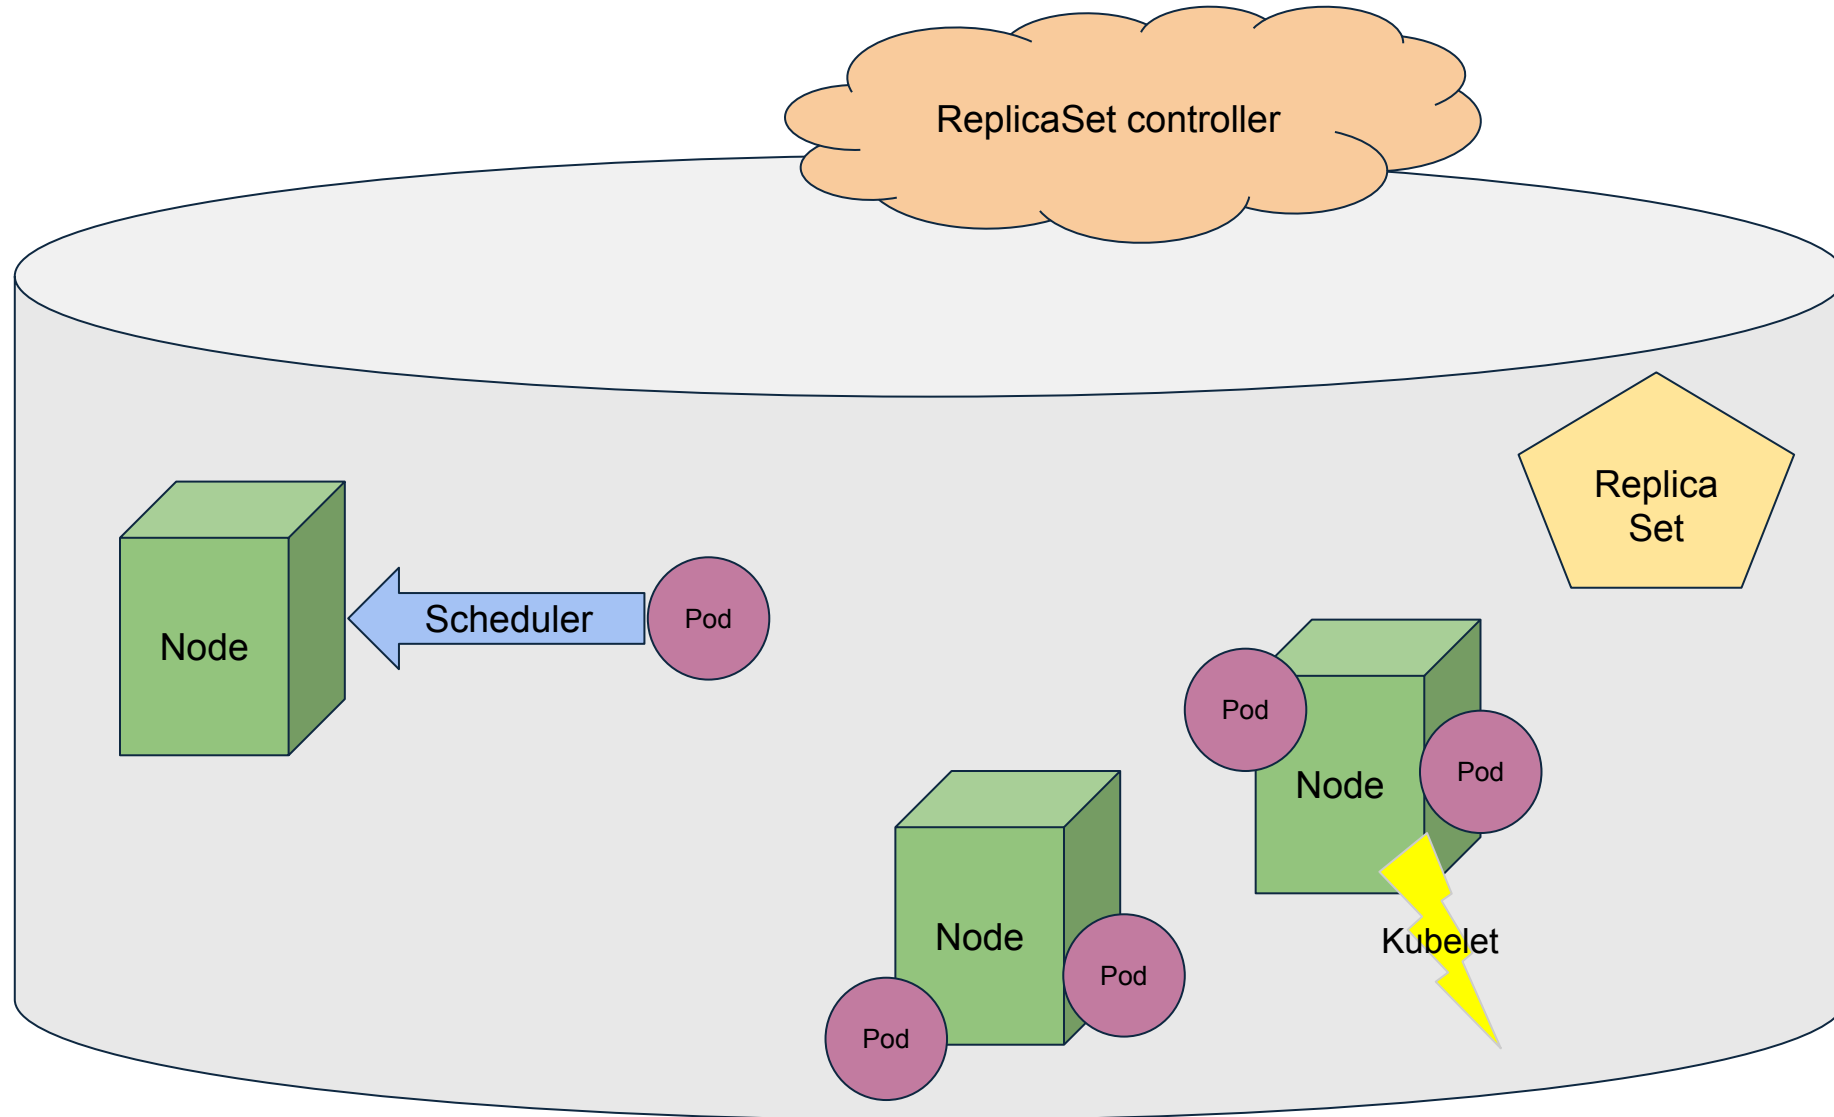 ReplicaSet controller
Replica
Set
Node
Scheduler
Pod
Pod
Node
Pod
Node
Pod
Pod
Kubelet